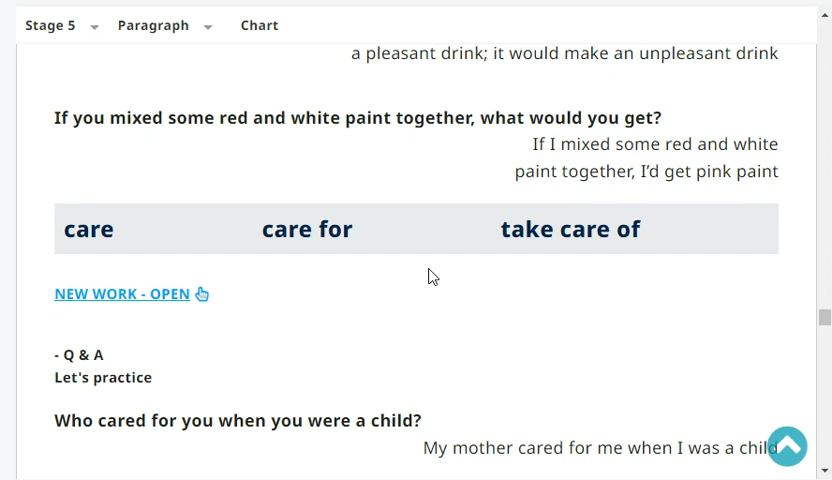 Stage 5 Paragraph Chart
a pleasant drink; it would make an unpleasant drink
If you mixed some red and white paint together, what would you get?
If I mixed some red and white
paint together, I'd get pink paint
care care for take care of
NEW WORK - OPEN
- Q & A
Let's practice
Who cared for you when you were a child?
My mother cared for me when I was a child